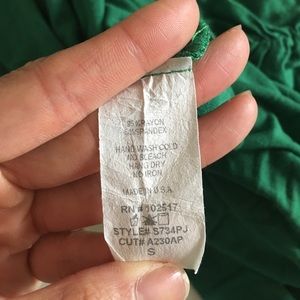 95%RAYON
5%SPANDEX
HAND WASH COLD
NO BLEACH
HANG DRY
NO IRON
MADE IN U.S.A.
RN # 102517
STYLE# S734PJ
CUT# A230AP
S